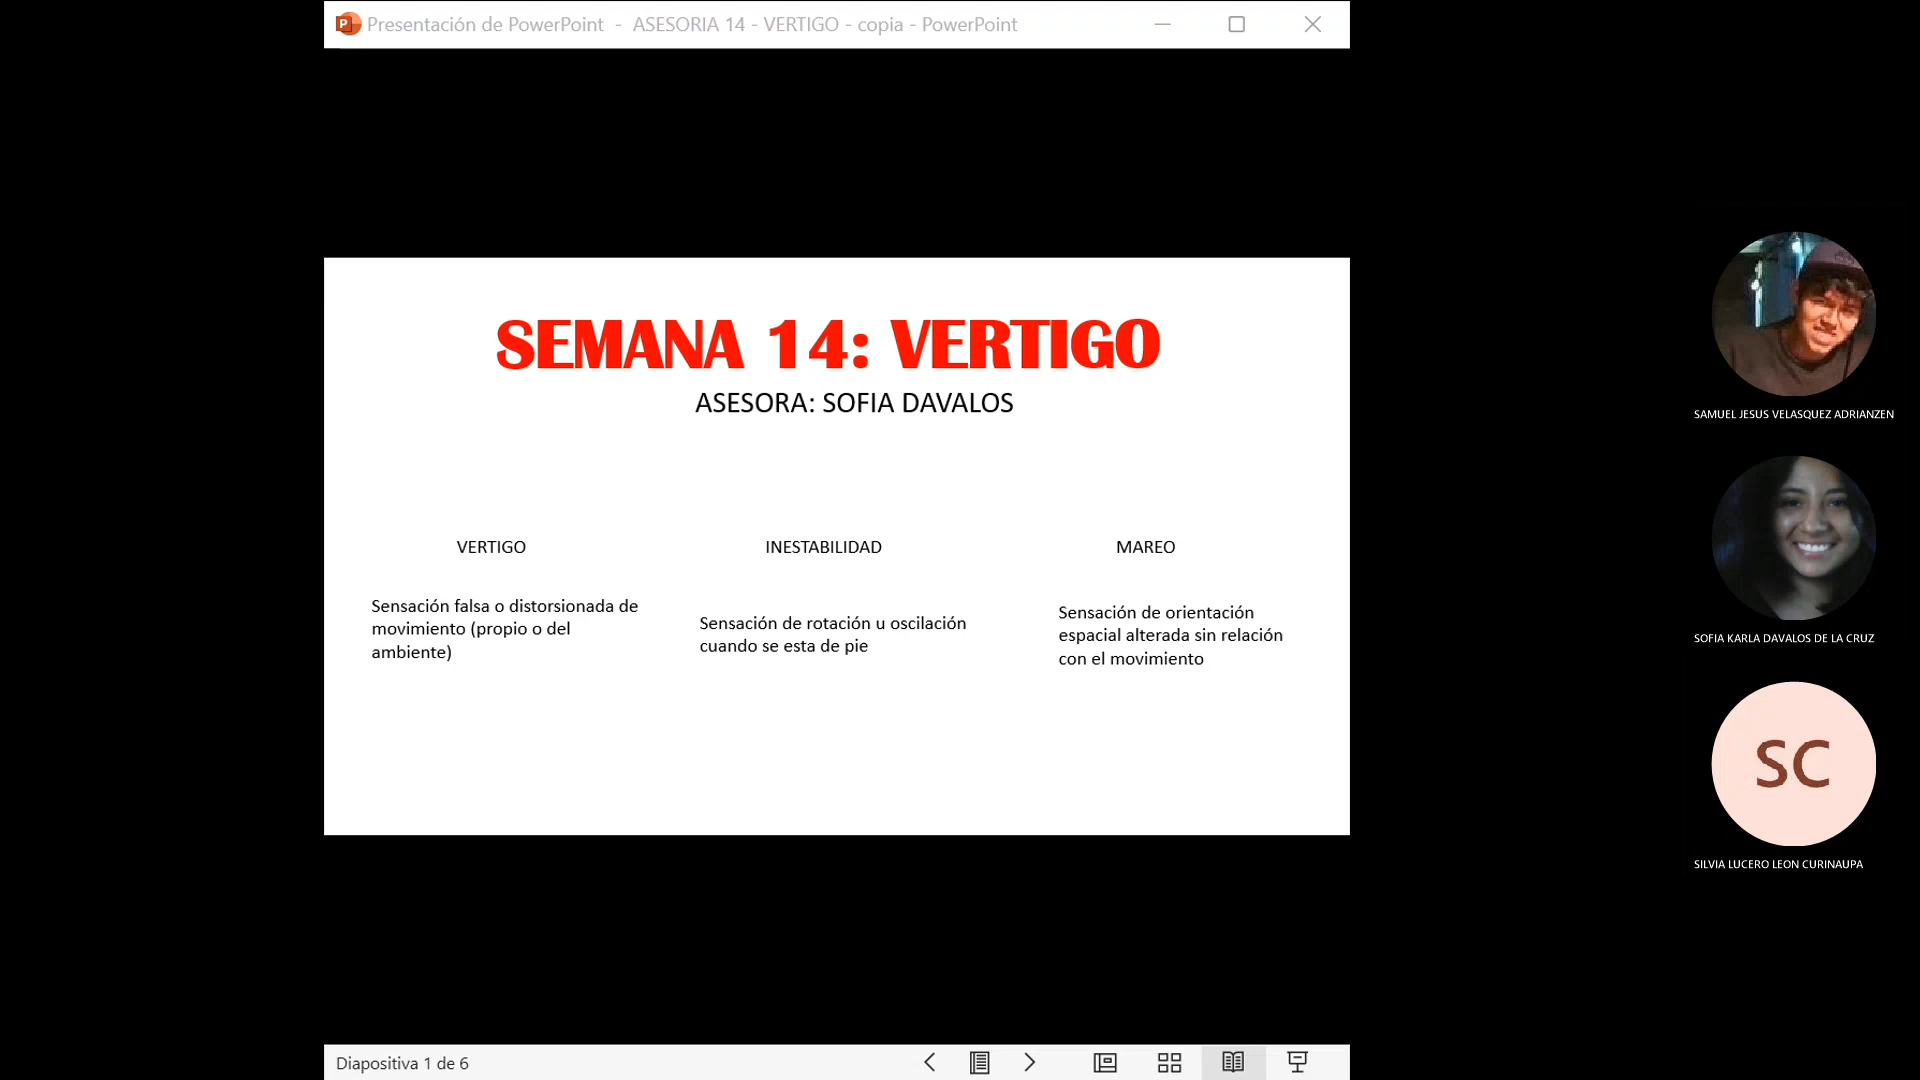 Presentación de PowerPoint - ASESORIA 14 - VERTIGO - copia - PowerPoint
SEMANA 14: VERTIGO
ASESORA: SOFIA DAVALOS
VERTIGO
Sensación falsa o distorsionada de
movimiento (propio o del
ambiente)
INESTABILIDAD
Sensación de rotación u oscilación
cuando se esta de pie
MAREO
Sensación de orientación
espacial alterada sin relación
con el movimiento
Diapositiva 1 de 6
SAMUEL JESUS VELASQUEZ ADRIANZEN
SOFIA KARLA DAVALOS DE LA CRUZ
SC
SILVIA LUCERO LEON CURINAUPA